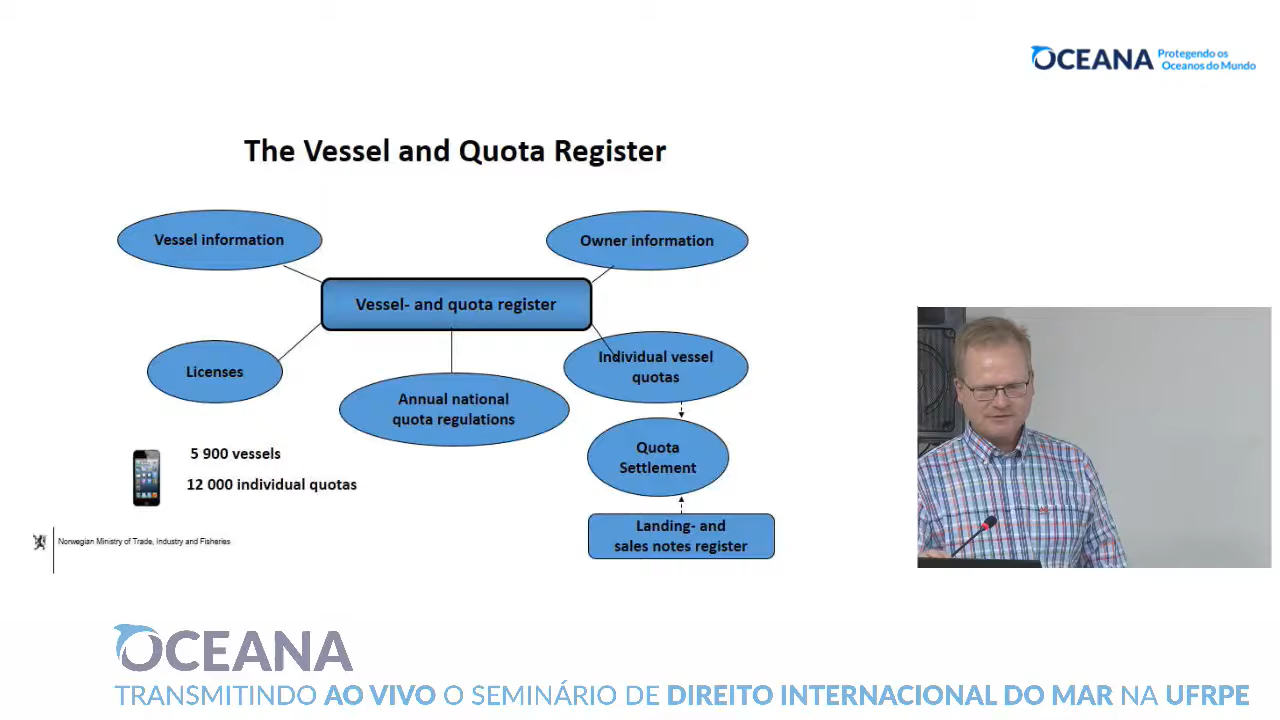 OCEANA Protegendo os
Oceanos do Mundo
The Vessel and Quota Register
Vessel information
Owner information
Vessel- and quota register
Individual vessel
quotas
Licenses
Annual national
quota regulations
Quota
Settlement
5 900 vessels
12 000 individual quotas
Landing- and
sales notes register
Norwegian Ministry of Trade, Industry and Fisheries
OCEANA
TRANSMITINDO AO VIVO O SEMINÁRIO DE DIREITO INTERNACIONAL DO MAR NA UFRPE